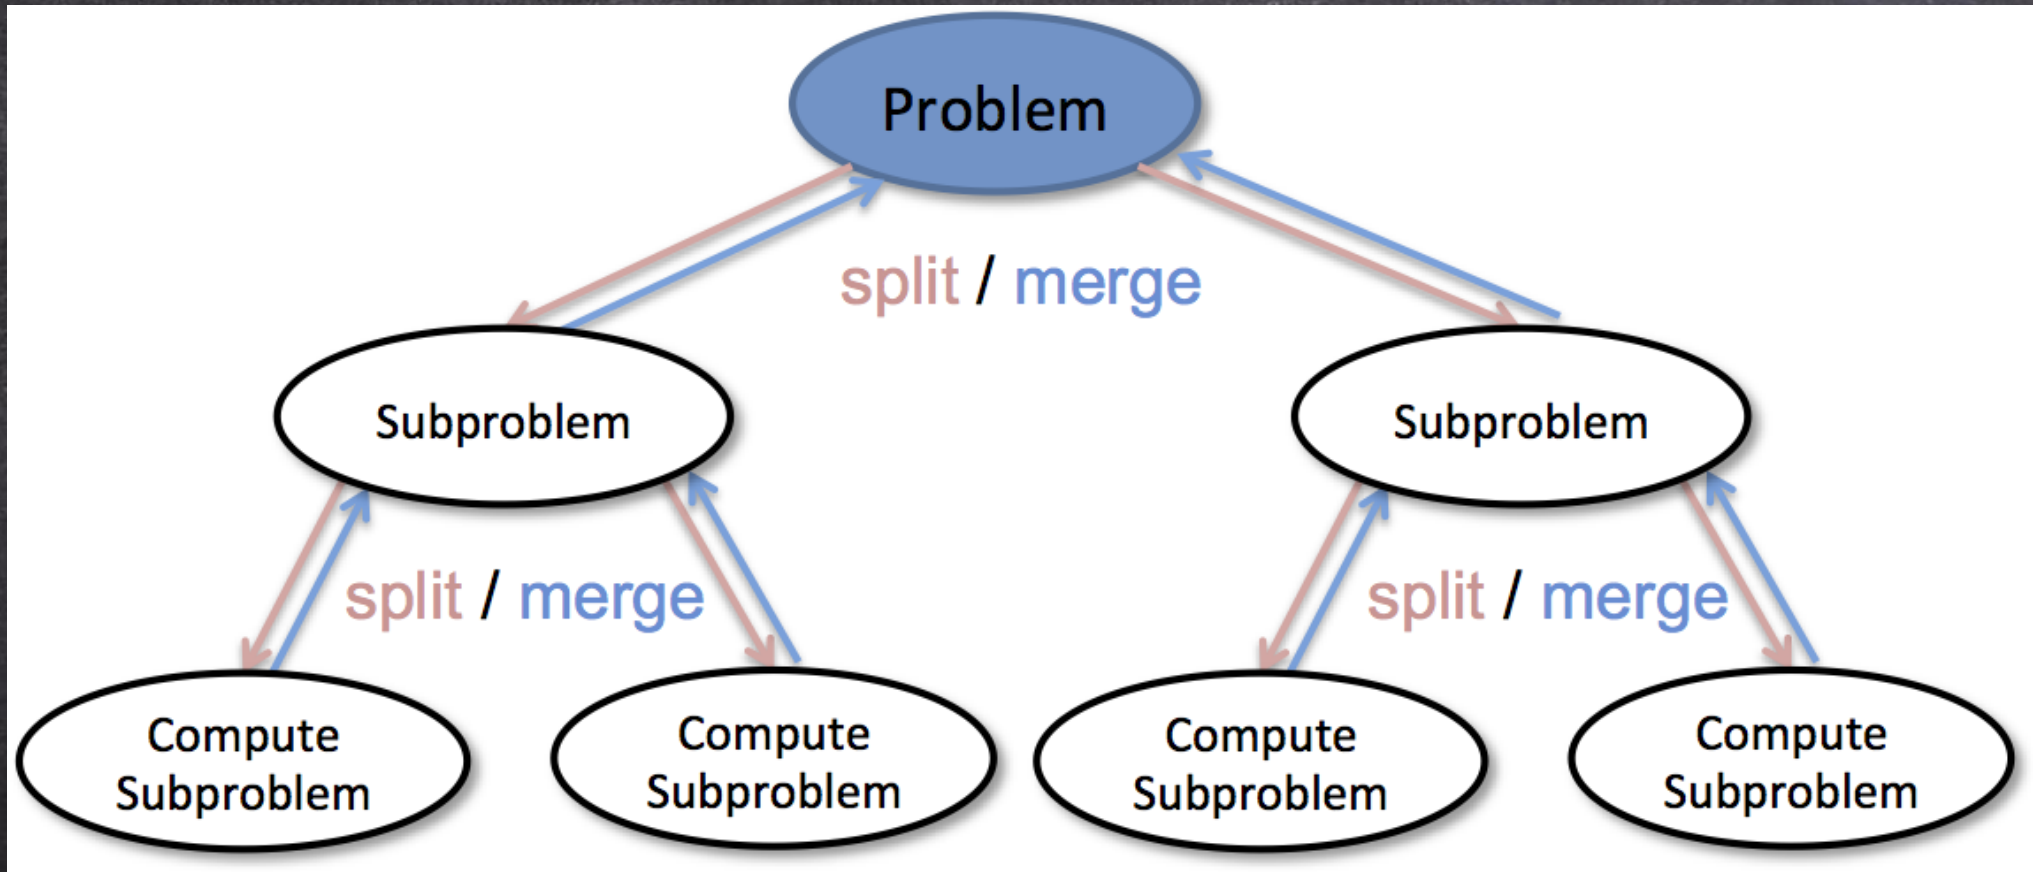 Problem
split / merge
Subproblem
Subproblem
split / merge
split / merge
Compute
Subproblem
Compute
Subproblem
Compute
Subproblem
Compute
Subproblem